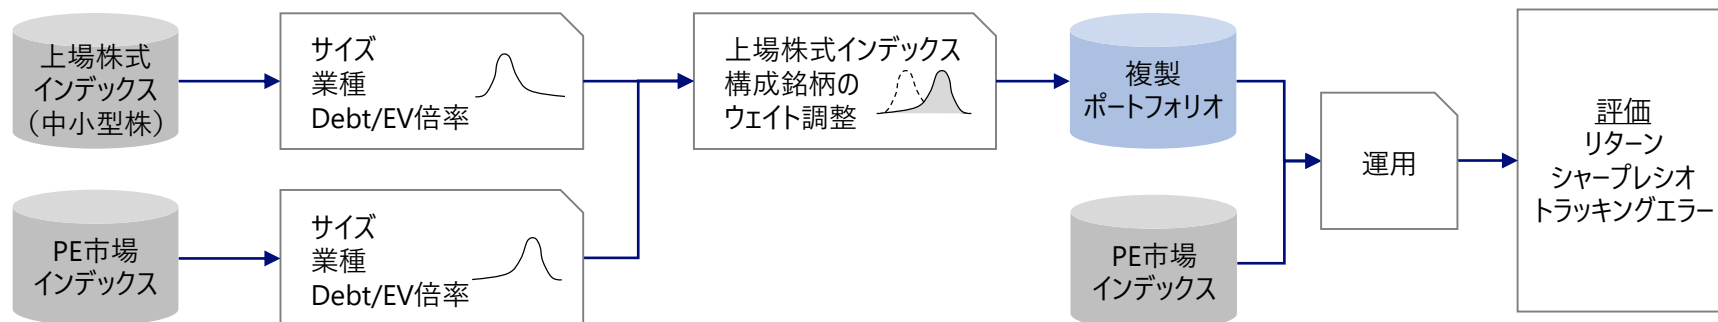 上場株式
インデックス
（中小型株）
サイズ
業種
Debt/EV倍率
上場株式インデックス
構成銘柄の
ウェイト調整
複製
ポートフォリオ
運用
評価
リターン
シャープレシオ
トラッキングエラー
PE市場
インデックス
サイズ
業種
Debt/EV倍率
PE市場
インデックス